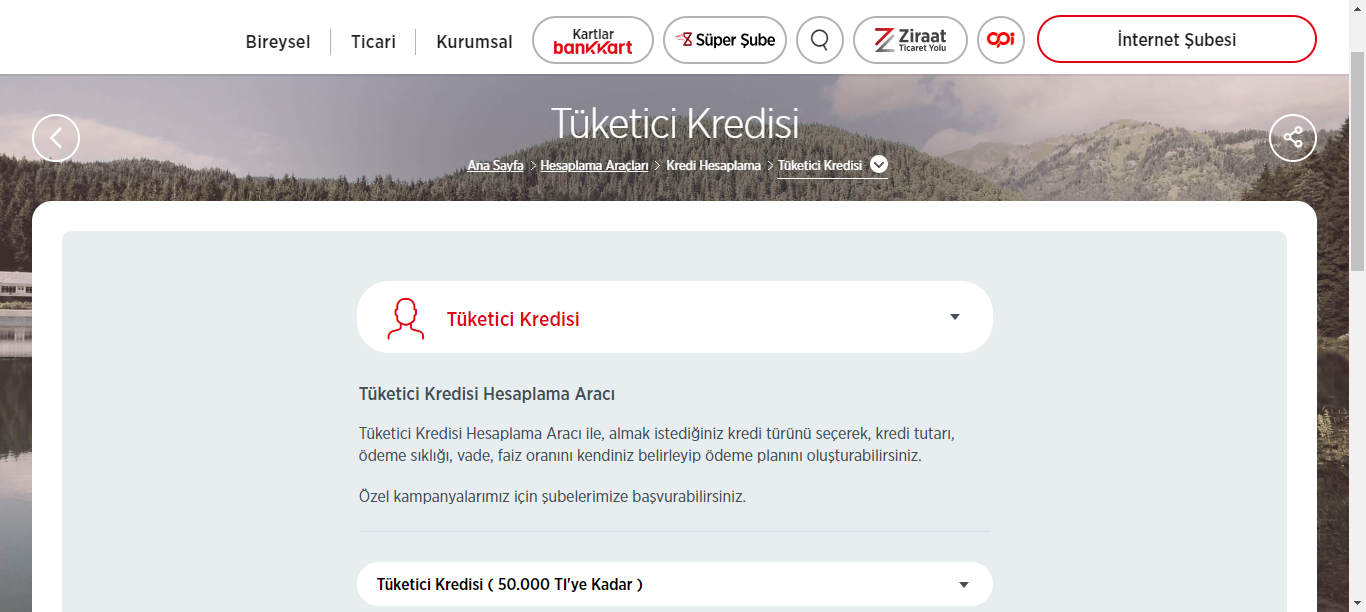 Bireysel
Ticari
Kurumsal
Kartlar
bankkart
Süper Şube
Ziraat
Ticaret Yolu
opi
İnternet Şubesi
Tüketici Kredisi
Ana Sayfa > Hesaplama Araçları > Kredi Hesaplama > Tüketici Kredisi
Tüketici Kredisi
Tüketici Kredisi Hesaplama Aracı
Tüketici Kredisi Hesaplama Aracı ile, almak istediğiniz kredi türünü seçerek, kredi tutarı,
ödeme sıklığı, vade, faiz oranını kendiniz belirleyip ödeme planını oluşturabilirsiniz.
Özel kampanyalarımız için şubelerimize başvurabilirsiniz.
Tüketici Kredisi ( 50.000 Tl'ye Kadar )